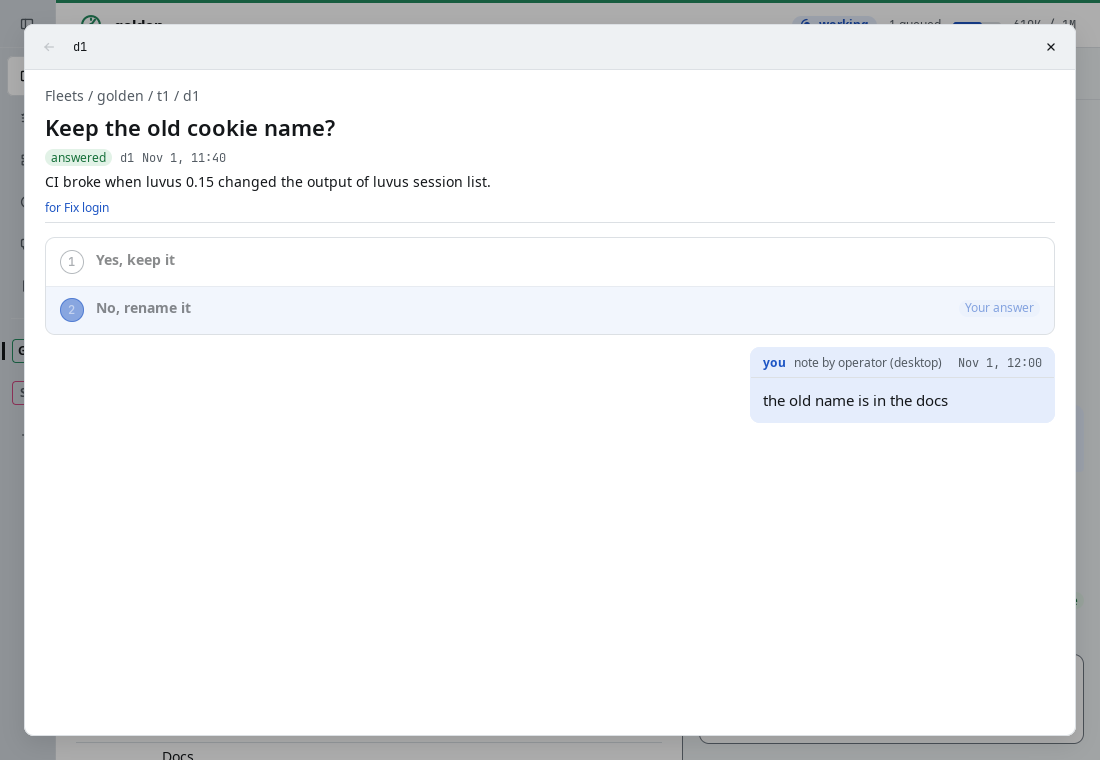 d1
Fleets / golden / t1 / d1
Keep the old cookie name?
answered d1 Nov 1, 11:40
CI broke when luvus 0.15 changed the output of luvus session list.
for Fix login
1 Yes, keep it
2 No, rename it Your answer
you note by operator (desktop) Nov 1, 12:00
the old name is in the docs
Docs